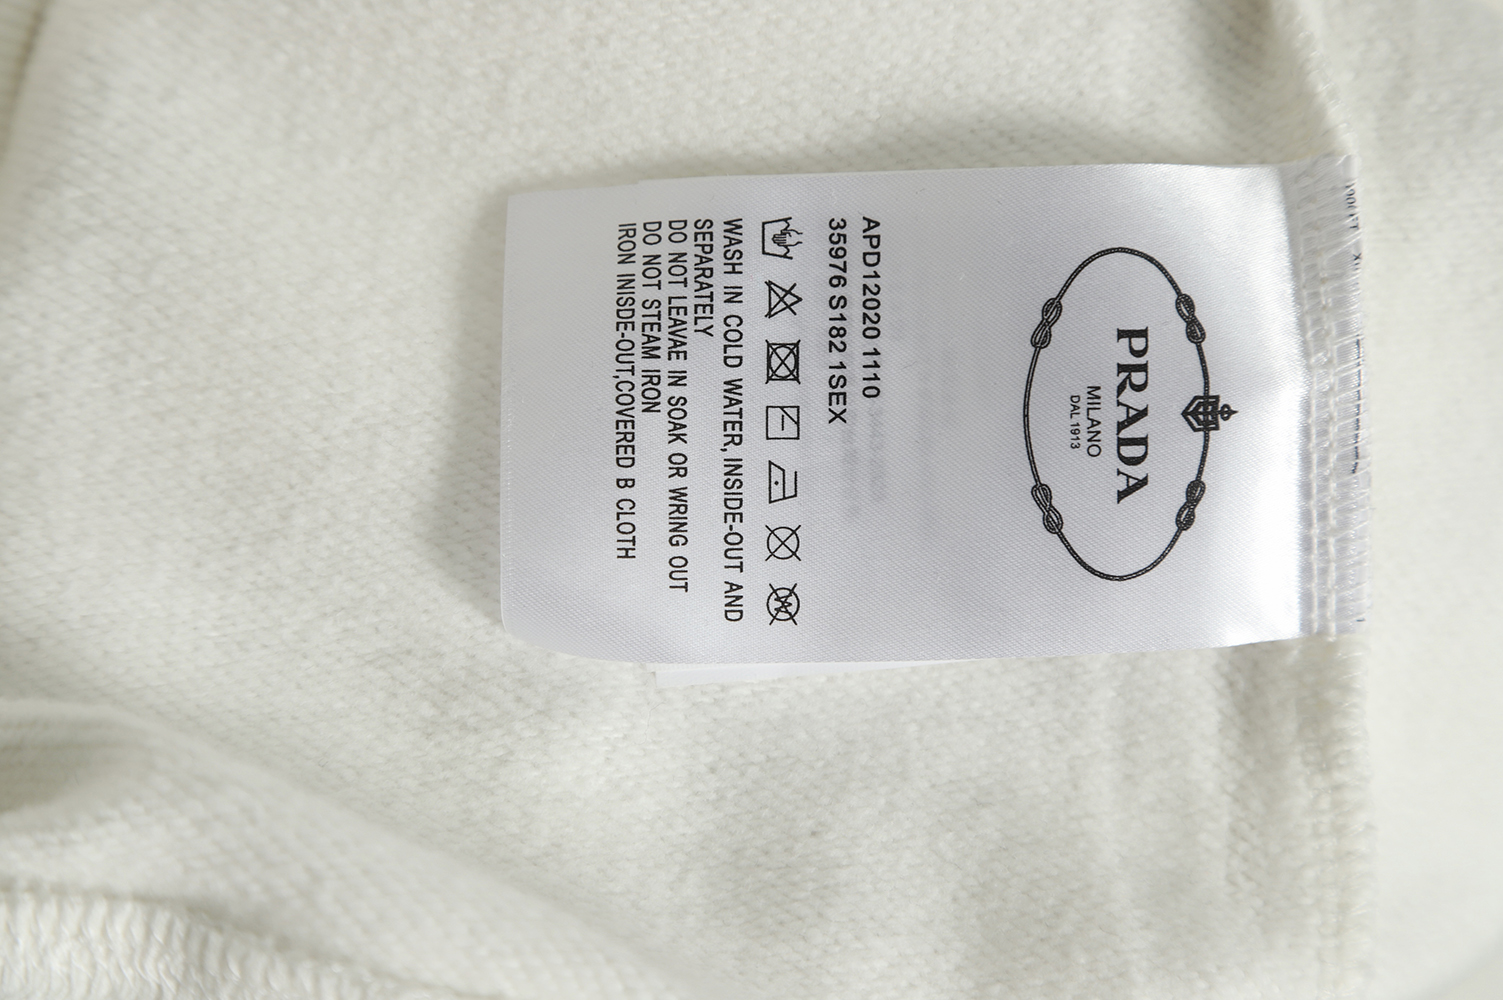 PRADA
MILANO
DAL 1913
APD12020 1110
35976 S182 1SEX
WASH IN COLD WATER, INSIDE-OUT AND
SEPARATELY
DO NOT LEAVAE IN SOAK OR WRING OUT
DO NOT STEAM IRON
IRON INISDE-OUT,COVERED B CLOTH